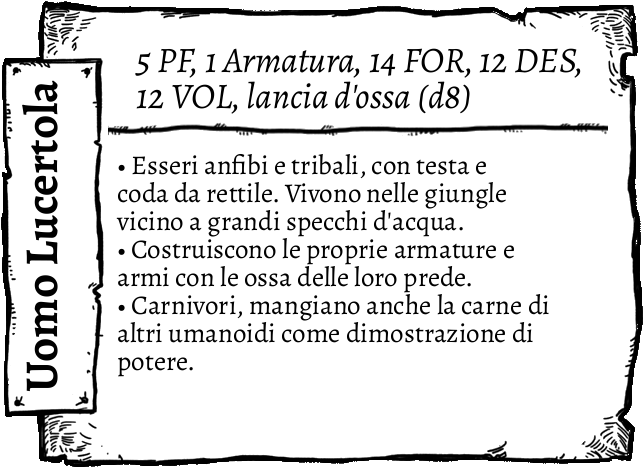 Uomo Lucertola
5 PF, 1 Armatura, 14 FOR, 12 DES,
12 VOL, lancia d'ossa (d8)
• Esseri anfibi e tribali, con testa e
coda da rettile. Vivono nelle giungle
vicino a grandi specchi d'acqua.
• Costruiscono le proprie armature e
armi con le ossa delle loro prede.
• Carnivori, mangiano anche la carne di
altri umanoidi come dimostrazione di
potere.